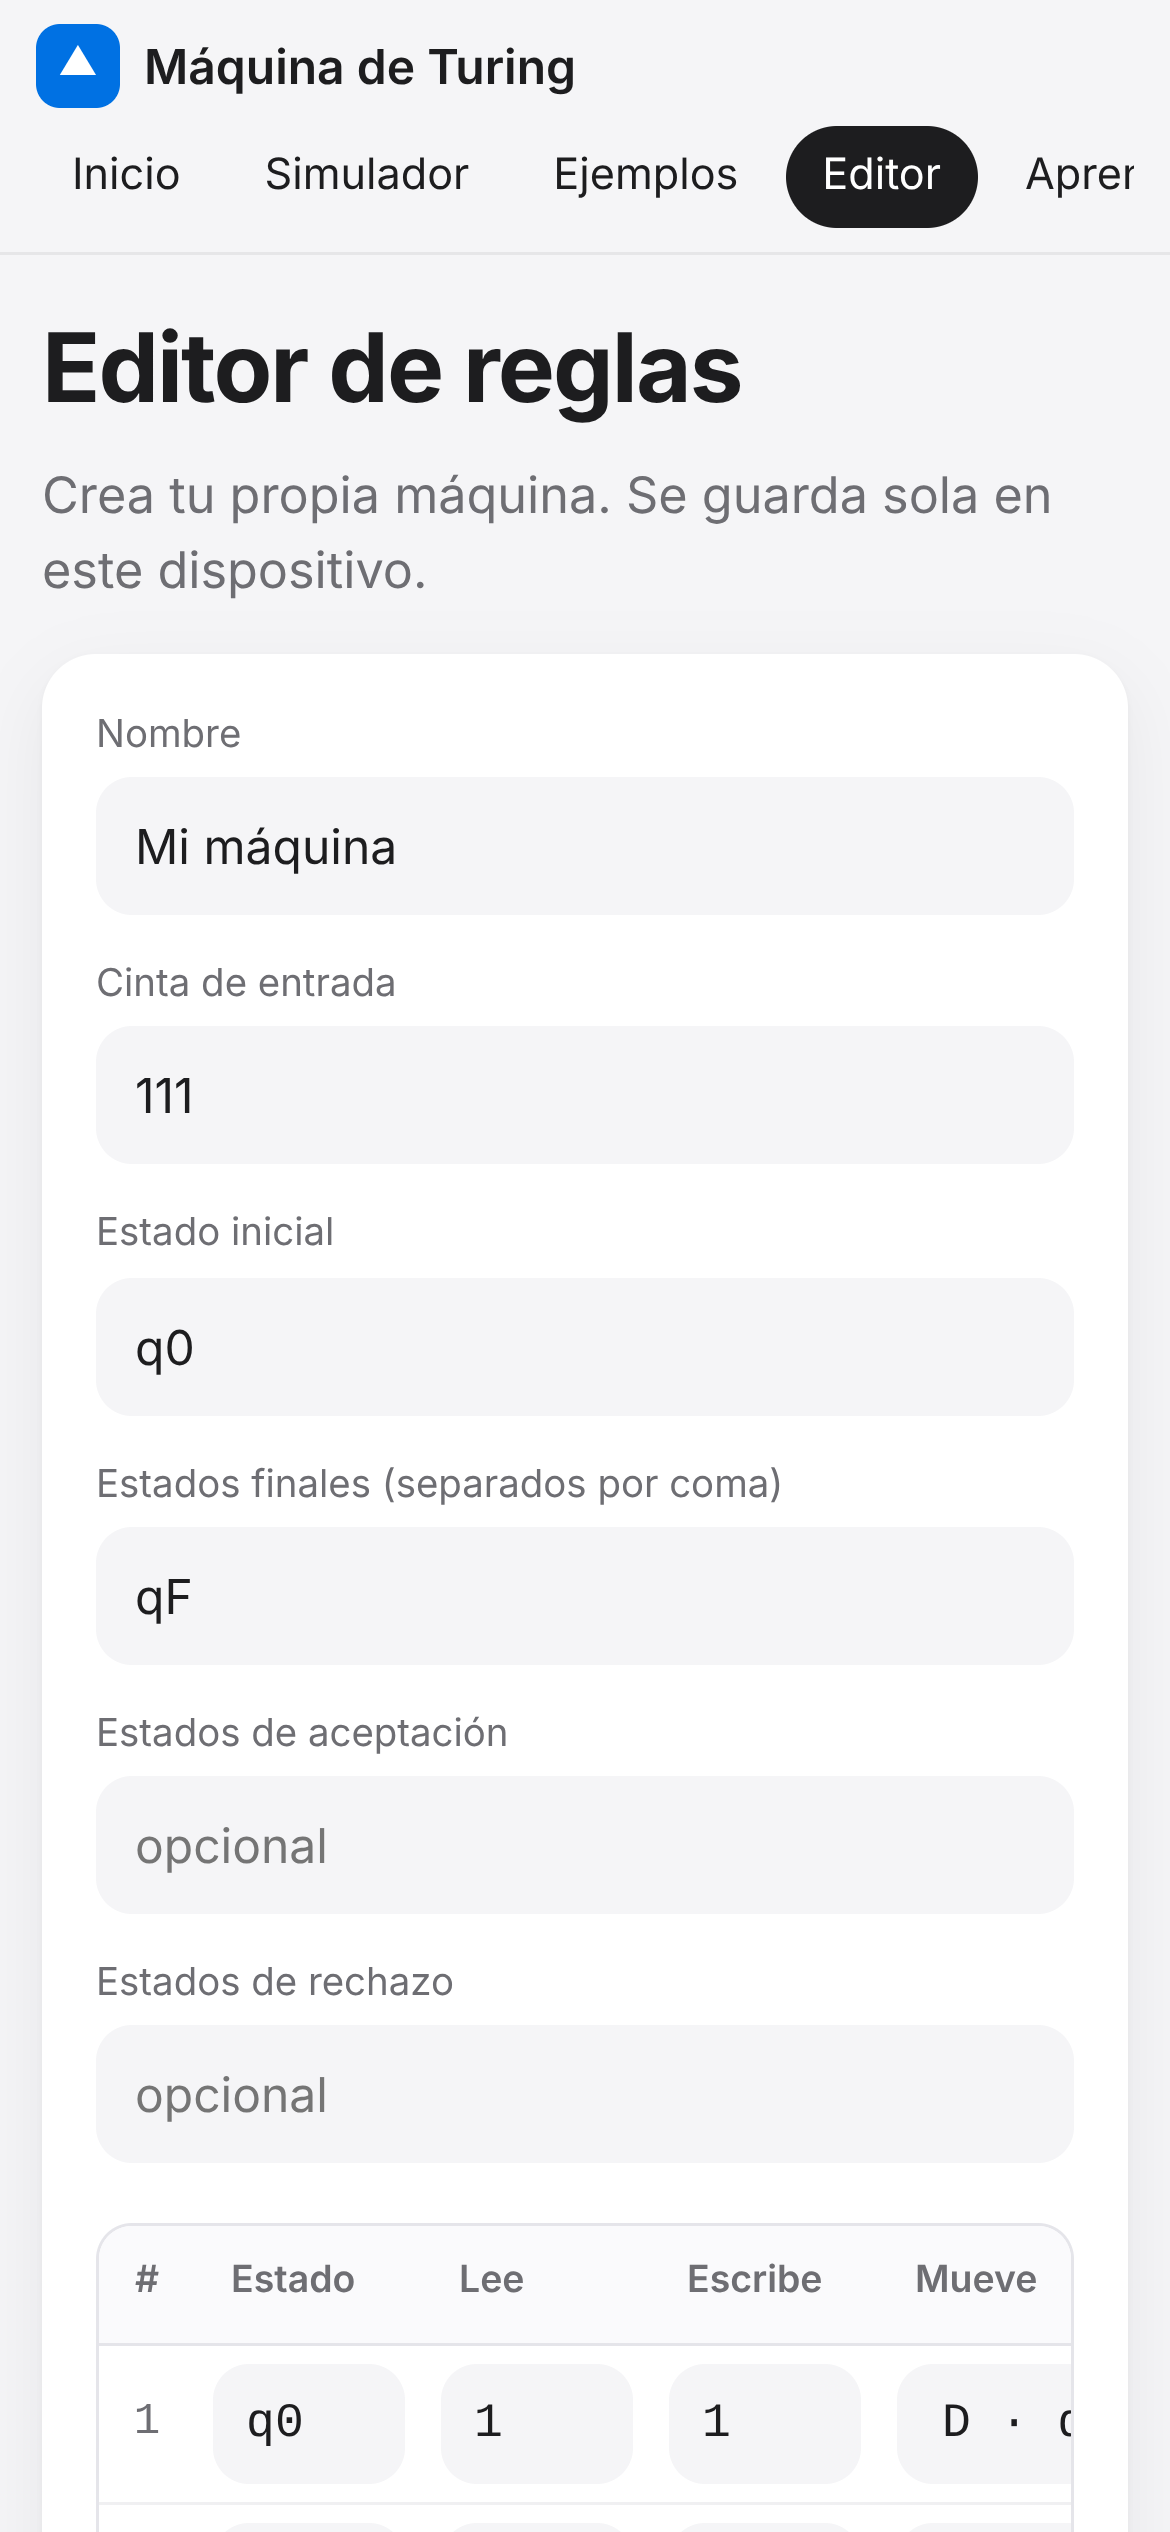 Máquina de Turing
Inicio Simulador Ejemplos Editor
Editor de reglas
Crea tu propia máquina. Se guarda sola en
este dispositivo.
Nombre
Mi máquina
Cinta de entrada
111
Estado inicial
q0
Estados finales (separados por coma)
qF
Estados de aceptación
opcional
Estados de rechazo
opcional
# Estado Lee Escribe Mueve
1 q0 1 1 D ·